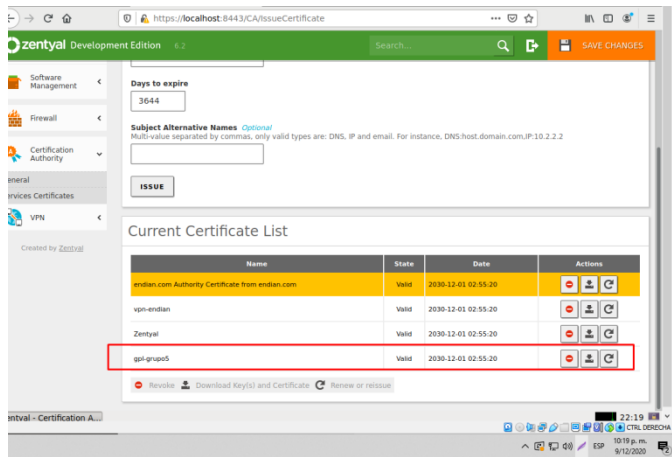 https://localhost:8443/CA/IssueCertificate
zentyal Development Edition 6.2
Search...
SAVE CHANGES
Software
Management
Firewall
Certification
Authority
eneral
ervices Certificates
VPN
Created by Zentyal
Days to expire
3644
Subject Alternative Names Optional
Multi-value separated by commas, only valid types are: DNS, IP and email. For instance, DNS:host.domain.com,IP:10.2.2.2
ISSUE
Current Certificate List
Name State Date Actions
endian.com Authority Certificate from endian.com Valid 2030-12-01 02:55:20
vpn-endian Valid 2030-12-01 02:55:20
Zentyal Valid 2030-12-01 02:55:20
gpl-grupo5 Valid 2030-12-01 02:55:20
Revoke Download Key(s) and Certificate Renew or reissue
entyal - Certification A...
22:19
CTRL DERECHA
ESP
10:19 p. m.
9/12/2020